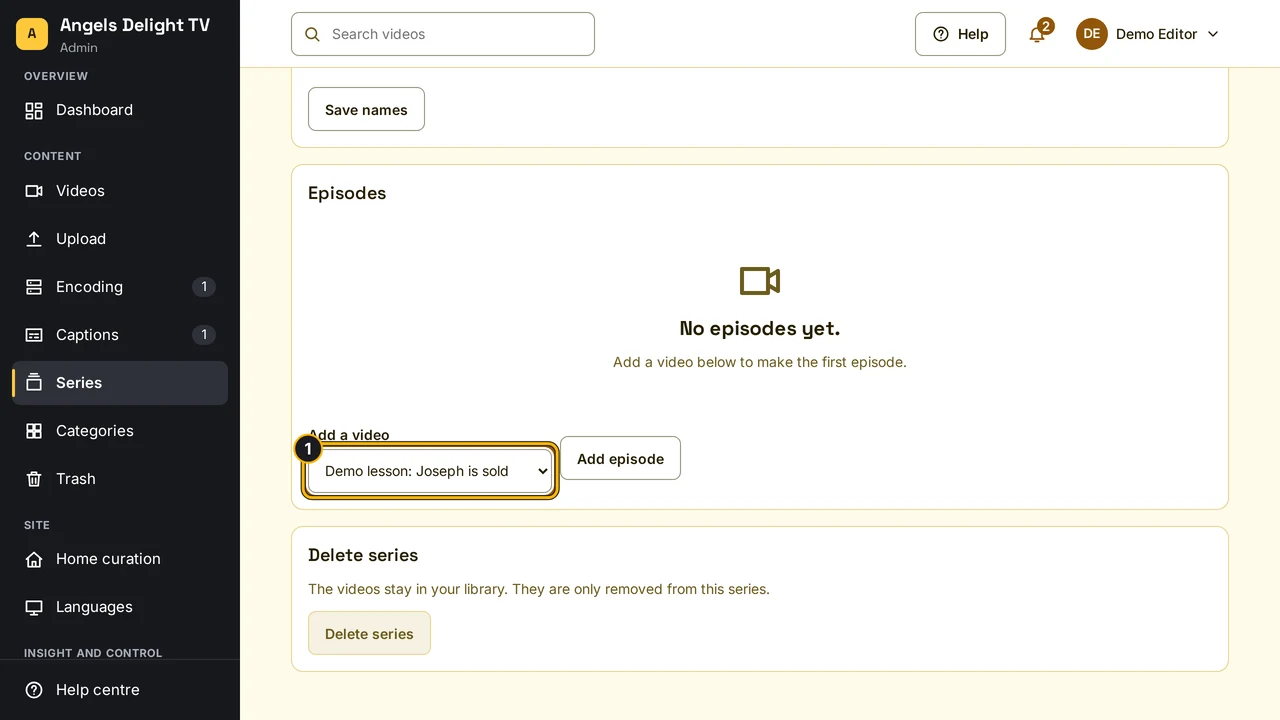 A
Angels Delight TV
Admin
OVERVIEW
Dashboard
CONTENT
Videos
Upload
Encoding 1
Captions 1
Series
Categories
Trash
SITE
Home curation
Languages
INSIGHT AND CONTROL
Help centre
Search videos
Help
2
DE
Demo Editor
Save names
Episodes
No episodes yet.
Add a video below to make the first episode.
Add a video
1
Demo lesson: Joseph is sold
Add episode
Delete series
The videos stay in your library. They are only removed from this series.
Delete series